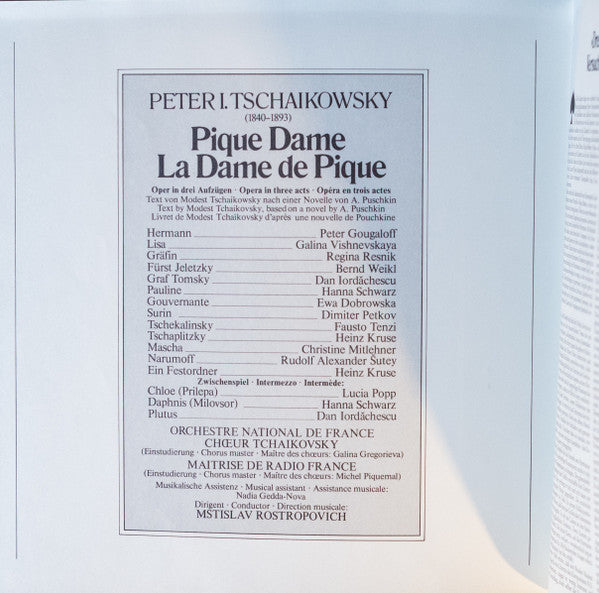 PETER I. TSCHAIKOWSKY
(1840–1893)
Pique Dame
La Dame de Pique
Oper in drei Aufzügen · Opera in three acts · Opéra en trois actes
Text von Modest Tschaikowsky nach einer Novelle von A. Puschkin
Text by Modest Tchaikovsky, based on a novel by A. Pushkin
Livret de Modest Tchaïkovsky d'après une nouvelle de Pouchkine
Hermann Peter Gougaloff
Lisa Galina Vishnevskaya
Gräfin Regina Resnik
Fürst Jeletzky Bernd Weikl
Graf Tomsky Dan Iordăchescu
Pauline Hanna Schwarz
Gouvernante Ewa Dobrowska
Surin Dimiter Petkov
Tschekalinsky Fausto Tenzi
Tschaplitzky Heinz Kruse
Mascha Christine Mitlehner
Narumoff Rudolf Alexander Sutey
Ein Festordner Heinz Kruse
Zwischenspiel · Intermezzo · Intermède:
Chloe (Prilepa) Lucia Popp
Daphnis (Milovsor) Hanna Schwarz
Plutus Dan Iordăchescu
ORCHESTRE NATIONAL DE FRANCE
CHŒUR TCHAIKOVSKY
(Einstudierung · Chorus master · Maître des chœurs: Galina Gregorieva)
MAITRISE DE RADIO FRANCE
(Einstudierung · Chorus master · Maître des chœurs: Michel Piquemal)
Musikalische Assistenz · Musical assistant · Assistance musicale:
Nadia Gedda-Nova
Dirigent · Conductor · Direction musicale:
MSTISLAV ROSTROPOVICH